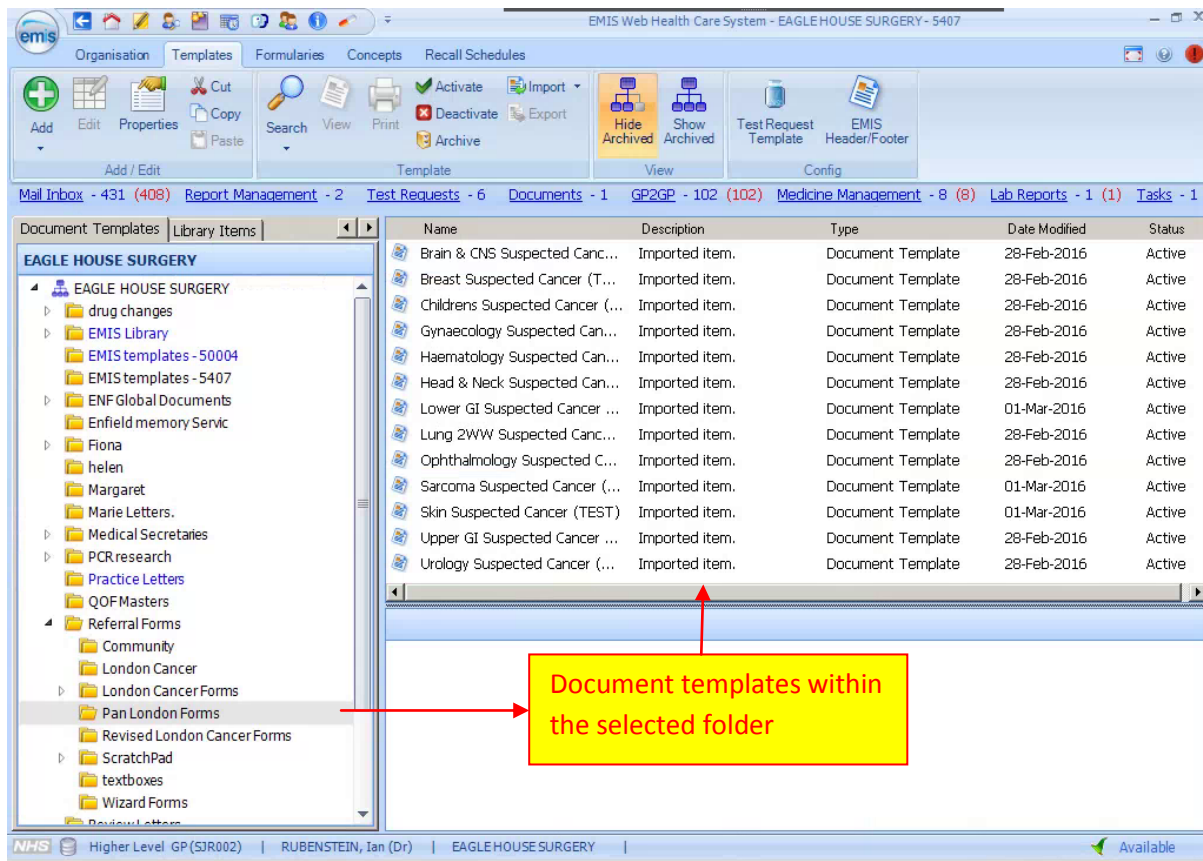 emis
EMIS Web Health Care System - EAGLE HOUSE SURGERY - 5407
Organisation Templates Formularies Concepts Recall Schedules
Add
Edit
Properties
Cut
Copy
Paste
Add / Edit
Search
View
Print
Activate
Deactivate
Archive
Import
Export
Template
Hide Archived
Show Archived
View
Test Request Template
EMIS Header/Footer
Config
Mail Inbox - 431 (408) Report Management - 2 Test Requests - 6 Documents - 1 GP2GP - 102 (102) Medicine Management - 8 (8) Lab Reports - 1 (1) Tasks - 1
Document Templates Library Items
EAGLE HOUSE SURGERY
EAGLE HOUSE SURGERY
drug changes
EMIS Library
EMIS templates - 50004
EMIS templates - 5407
ENF Global Documents
Enfield memory Servic
Fiona
helen
Margaret
Marie Letters.
Medical Secretaries
PCR research
Practice Letters
QOF Masters
Referral Forms
Community
London Cancer
London Cancer Forms
Pan London Forms
Revised London Cancer Forms
ScratchPad
textboxes
Wizard Forms
Review Letters
Name Description Type Date Modified Status
Brain & CNS Suspected Canc... Imported item. Document Template 28-Feb-2016 Active
Breast Suspected Cancer (T... Imported item. Document Template 28-Feb-2016 Active
Childrens Suspected Cancer (... Imported item. Document Template 28-Feb-2016 Active
Gynaecology Suspected Can... Imported item. Document Template 28-Feb-2016 Active
Haematology Suspected Can... Imported item. Document Template 28-Feb-2016 Active
Head & Neck Suspected Can... Imported item. Document Template 28-Feb-2016 Active
Lower GI Suspected Cancer ... Imported item. Document Template 01-Mar-2016 Active
Lung 2WW Suspected Canc... Imported item. Document Template 28-Feb-2016 Active
Ophthalmology Suspected C... Imported item. Document Template 28-Feb-2016 Active
Sarcoma Suspected Cancer (... Imported item. Document Template 01-Mar-2016 Active
Skin Suspected Cancer (TEST) Imported item. Document Template 01-Mar-2016 Active
Upper GI Suspected Cancer ... Imported item. Document Template 28-Feb-2016 Active
Urology Suspected Cancer (... Imported item. Document Template 28-Feb-2016 Active
Document templates within
the selected folder
NHS Higher Level GP (SJR002) | RUBENSTEIN, Ian (Dr) | EAGLE HOUSE SURGERY | Available